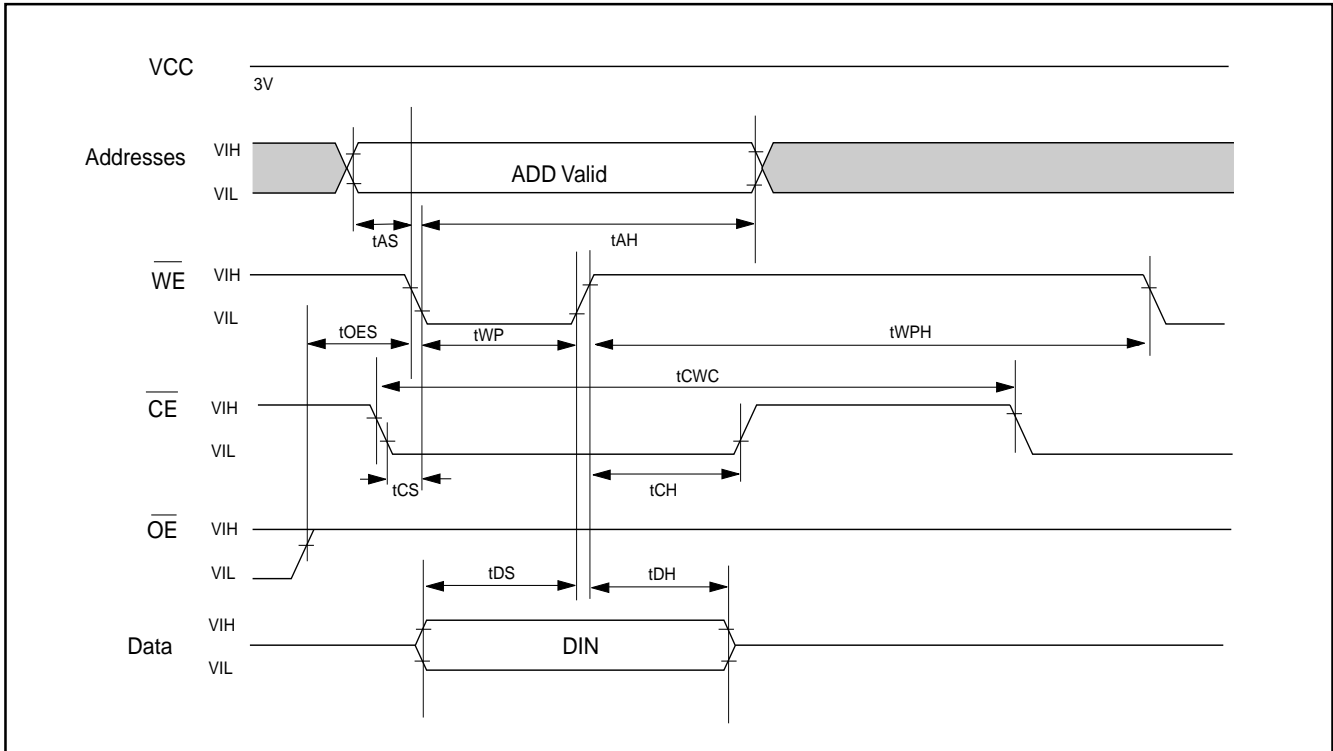 VCC
3V
Addresses
VIH
VIL
ADD Valid
tAS
tAH
WE
VIH
VIL
tOES
tWP
tWPH
tCWC
CE
VIH
VIL
tCS
tCH
OE
VIH
VIL
tDS
tDH
Data
VIH
VIL
DIN